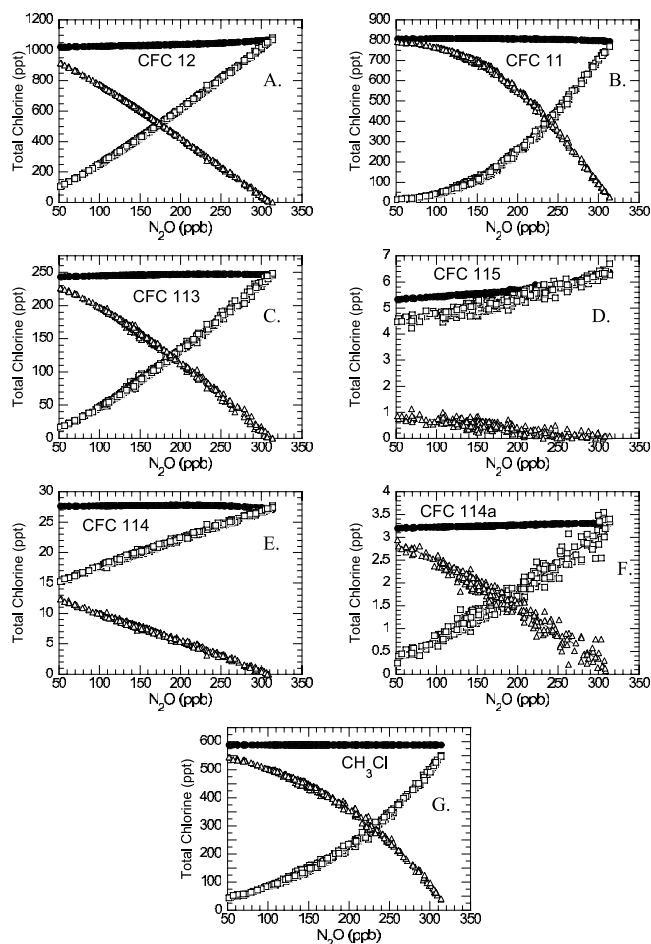 1200
1000
800
600
400
200
0
Total Chlorine (ppt)
CFC 12
A.
50 100 150 200 250 300 350
N₂O (ppb)
900
800
700
600
500
400
300
200
100
0
Total Chlorine (ppt)
CFC 11
B.
50 100 150 200 250 300 350
N₂O (ppb)
250
200
150
100
50
0
Total Chlorine (ppt)
CFC 113
C.
50 100 150 200 250 300 350
N₂O (ppb)
7
6
5
4
3
2
1
0
Total Chlorine (ppt)
CFC 115
D.
50 100 150 200 250 300 350
N₂O (ppb)
30
25
20
15
10
5
0
Total Chlorine (ppt)
CFC 114
E.
50 100 150 200 250 300 350
N₂O (ppb)
4
3.5
3
2.5
2
1.5
1
0.5
0
Total Chlorine (ppt)
CFC 114a
F.
50 100 150 200 250 300 350
N₂O (ppb)
600
500
400
300
200
100
0
Total Chlorine (ppt)
CH₃Cl
G.
50 100 150 200 250 300 350
N₂O (ppb)